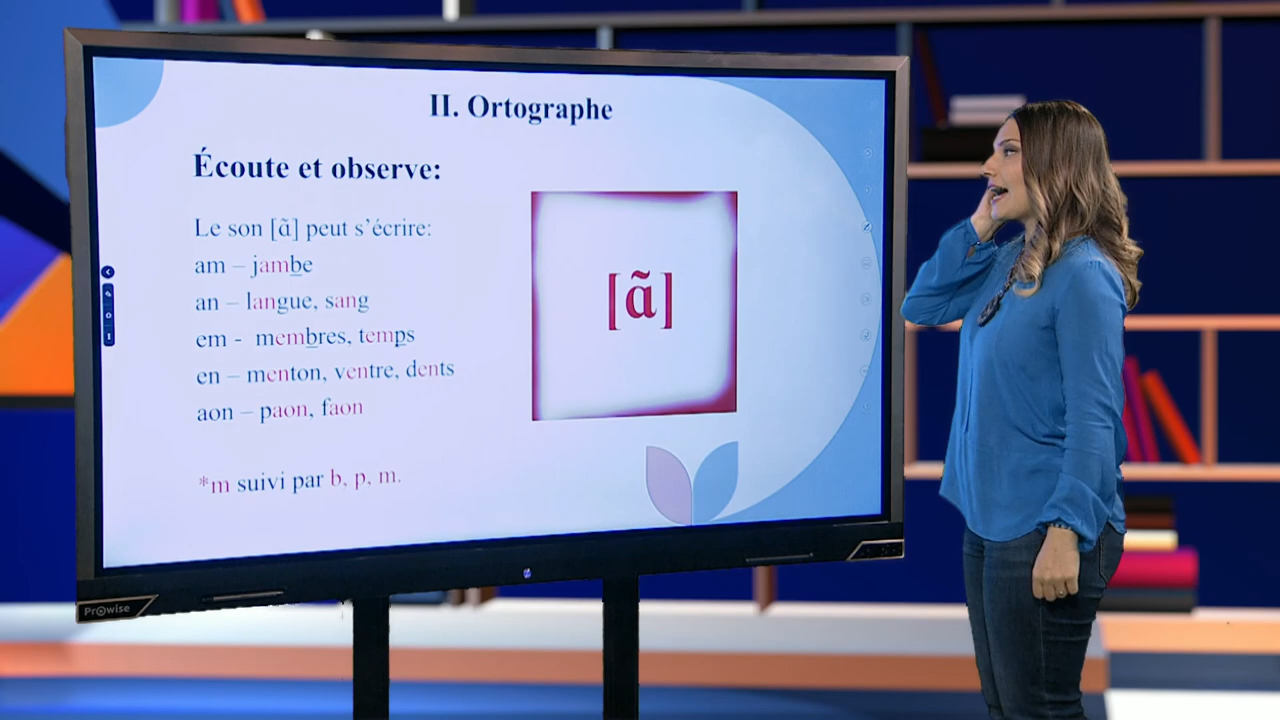 II. Ortographe
Écoute et observe:
Le son [ã] peut s'écrire:
am – jambe
an – langue, sang
em - membres, temps
en – menton, ventre, dents
aon – paon, faon
*m suivi par b, p, m.
[ã]
Prowise